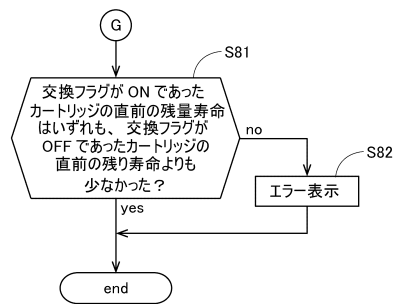 G
S81
交換フラグが ON であった
カートリッジの直前の残量寿命
はいずれも、交換フラグが
OFF であったカートリッジの
直前の残り寿命よりも
少なかった？
no
S82
エラー表示
yes
end